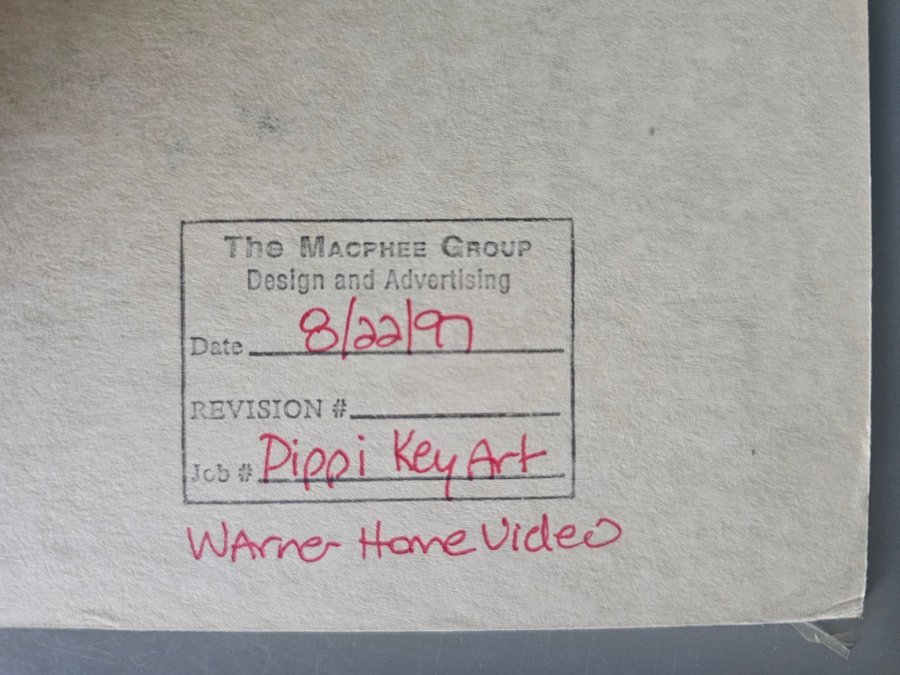 The MACPHEE GROUP
Design and Advertising
Date 8/22/97
REVISION #
Job # Pippi Key Art
Warner Home Video